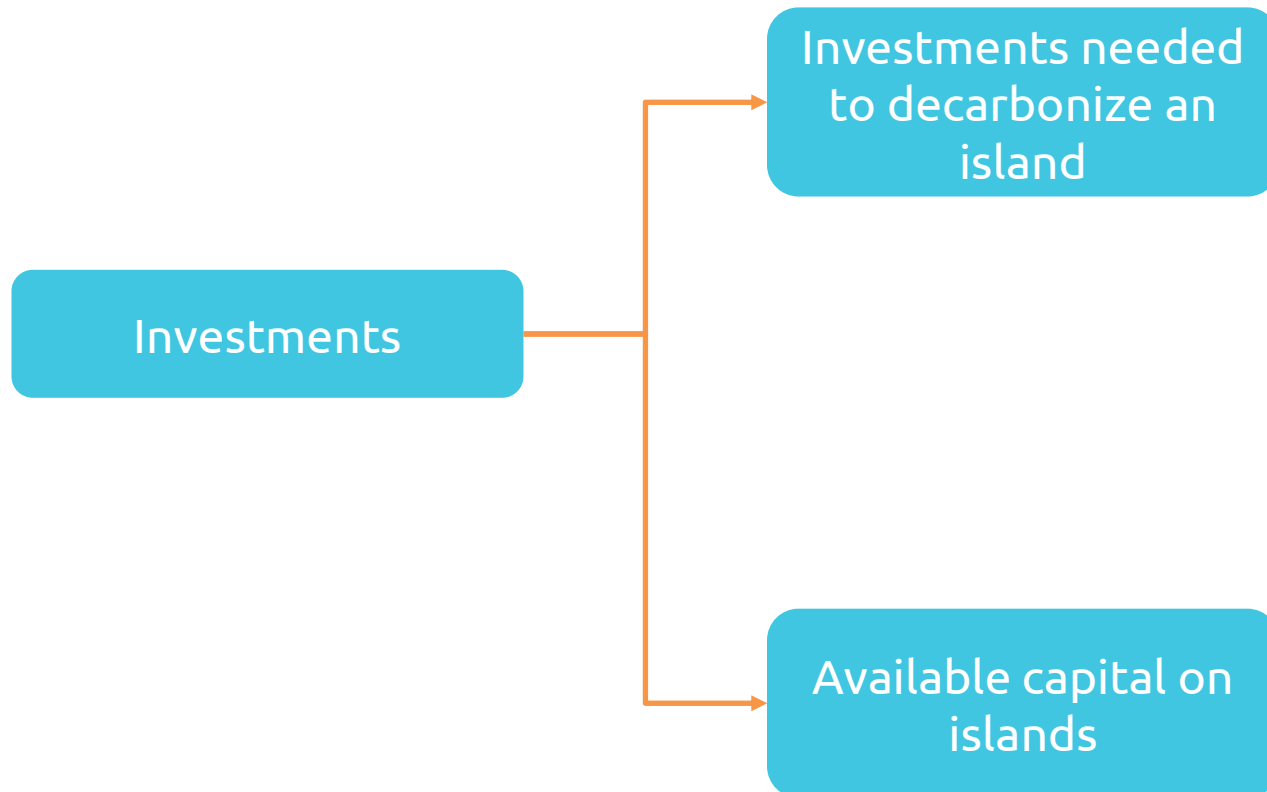 Investments needed
to decarbonize an
island
Investments
Available capital on
islands